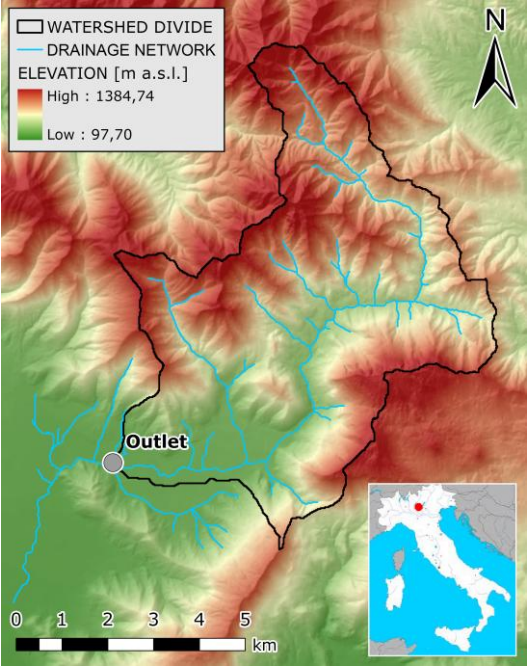 WATERSHED DIVIDE
DRAINAGE NETWORK
ELEVATION [m a.s.l.]
High : 1384,74
Low : 97,70
N
Outlet
0 1 2 3 4 5
km